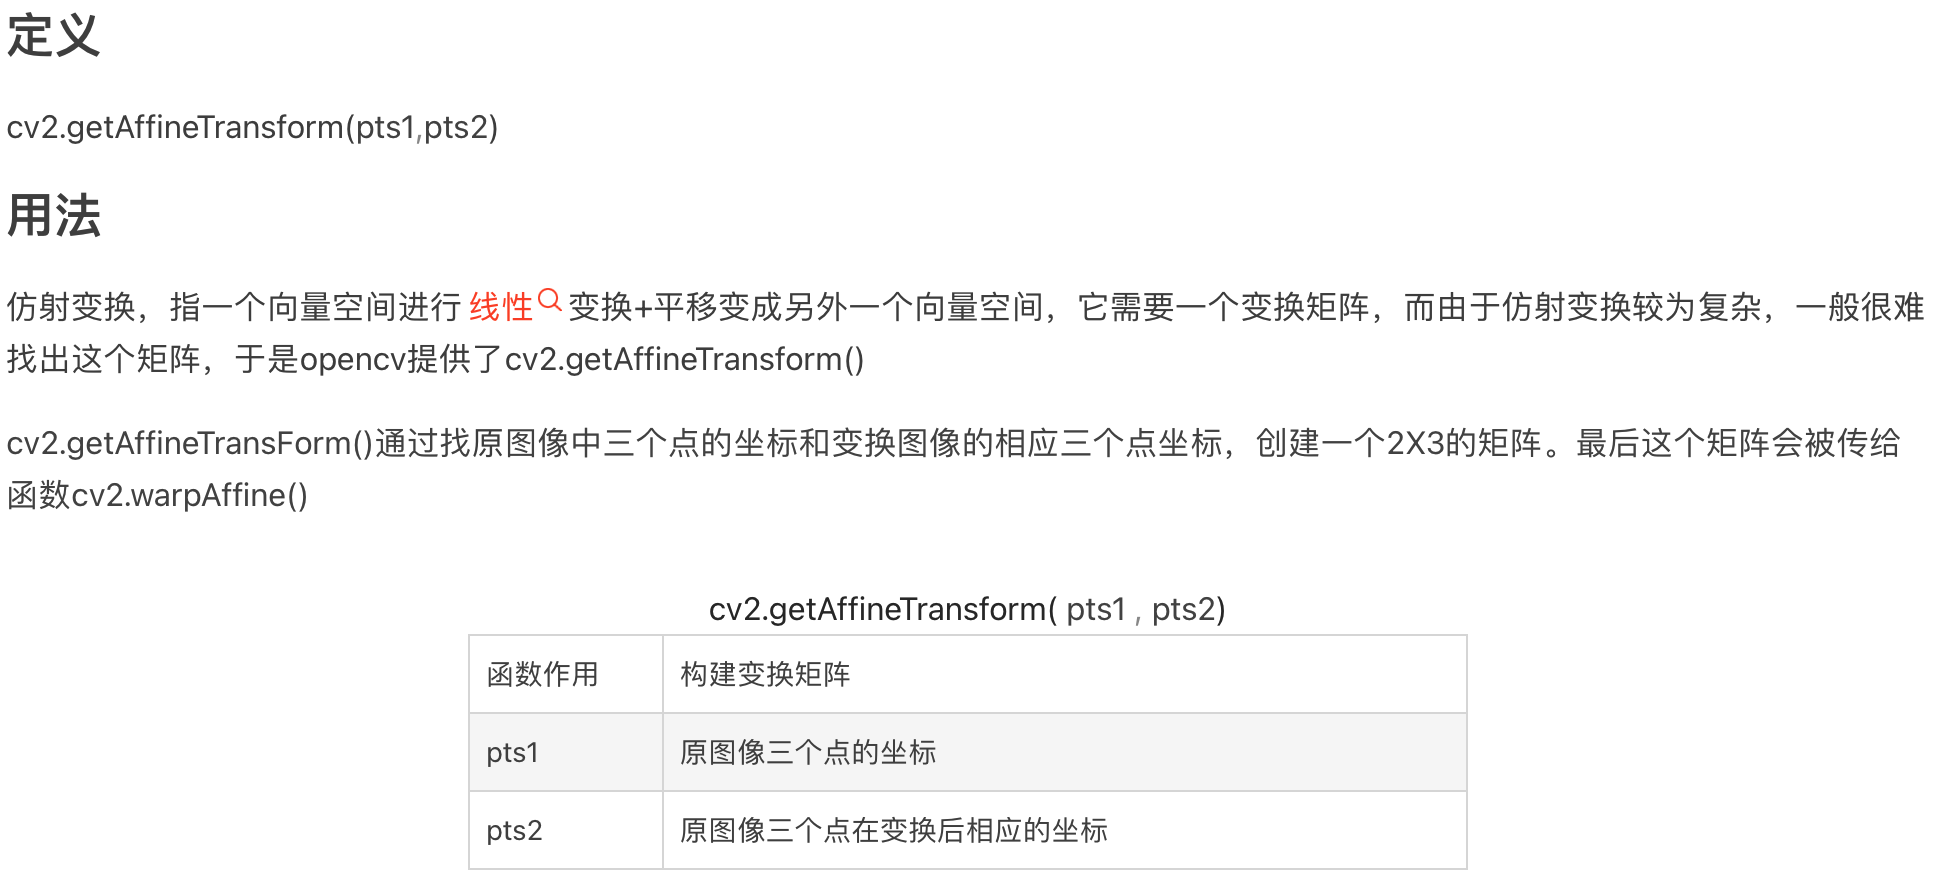 定义
cv2.getAffineTransform(pts1,pts2)
用法
仿射变换，指一个向量空间进行 线性 变换+平移变成另外一个向量空间，它需要一个变换矩阵，而由于仿射变换较为复杂，一般很难
找出这个矩阵，于是opencv提供了cv2.getAffineTransform()
cv2.getAffineTransForm()通过找原图像中三个点的坐标和变换图像的相应三个点坐标，创建一个2X3的矩阵。最后这个矩阵会被传给
函数cv2.warpAffine()
cv2.getAffineTransform( pts1 , pts2)
函数作用 构建变换矩阵
pts1 原图像三个点的坐标
pts2 原图像三个点在变换后相应的坐标